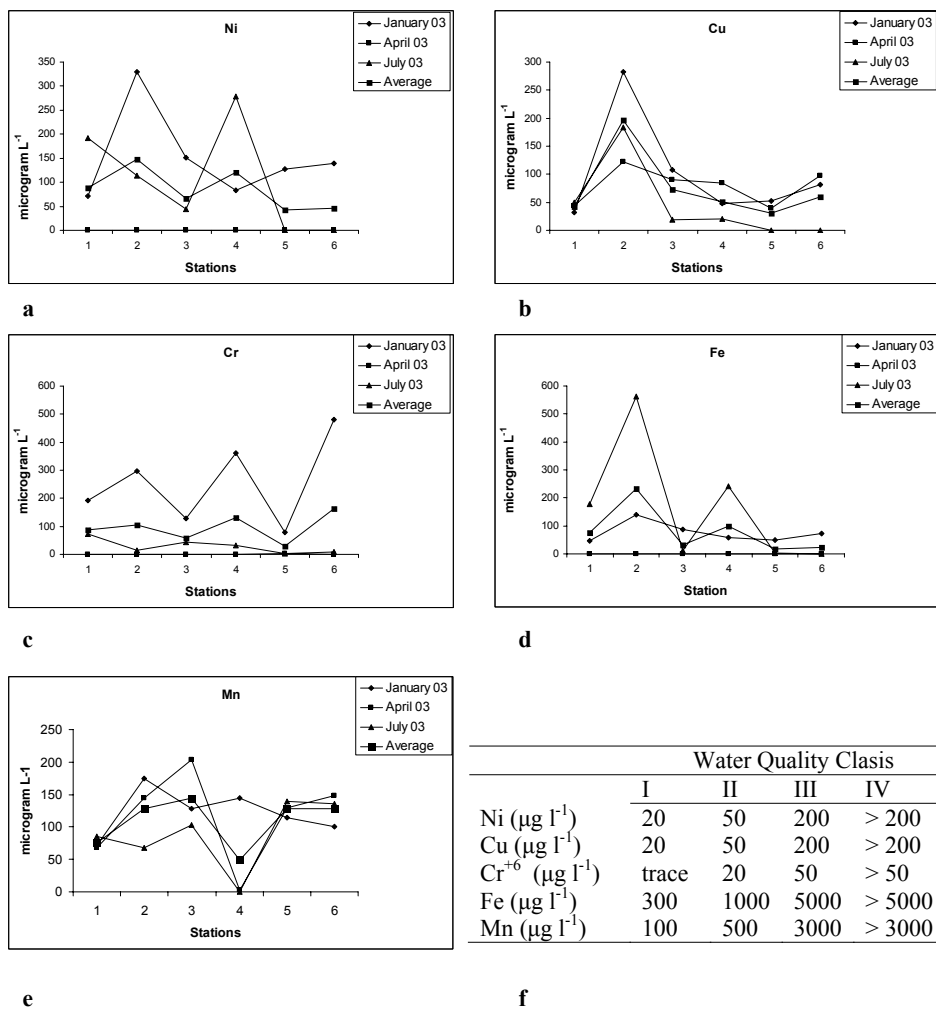 Ni
January 03
April 03
July 03
Average
microgram L-1
350
300
250
200
150
100
50
0
1 2 3 4 5 6
Stations
a
Cu
January 03
April 03
July 03
Average
microgram L-1
300
250
200
150
100
50
0
1 2 3 4 5 6
Stations
b
Cr
January 03
April 03
July 03
Average
microgram L-1
600
500
400
300
200
100
0
1 2 3 4 5 6
Stations
c
Fe
January 03
April 03
July 03
Average
microgram L-1
600
500
400
300
200
100
0
1 2 3 4 5 6
Station
d
Mn
January 03
April 03
July 03
Average
microgram L-1
250
200
150
100
50
0
1 2 3 4 5 6
Stations
e
Water Quality Clasis
I II III IV
Ni (µg l-1) 20 50 200 > 200
Cu (µg l-1) 20 50 200 > 200
Cr+6 (µg l-1) trace 20 50 > 50
Fe (µg l-1) 300 1000 5000 > 5000
Mn (µg l-1) 100 500 3000 > 3000
f